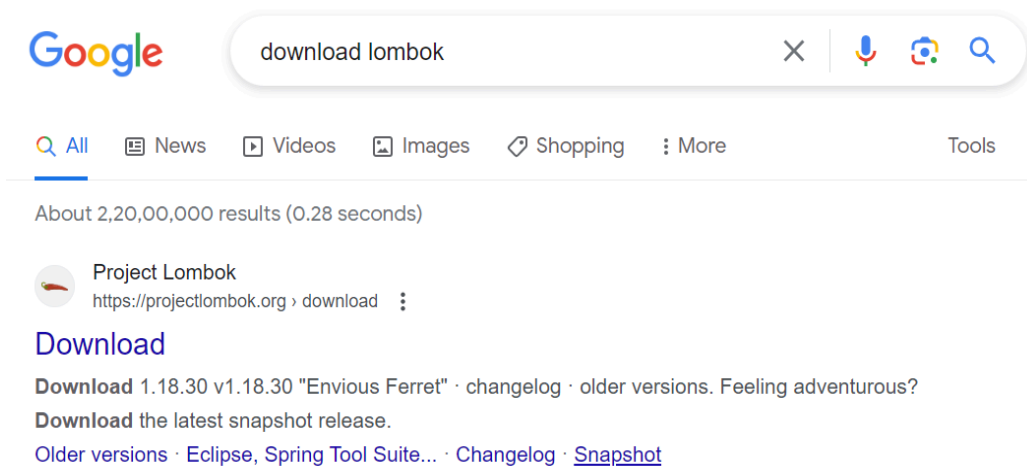 Google download lombok
All News Videos Images Shopping More Tools
About 2,20,00,000 results (0.28 seconds)
Project Lombok
https://projectlombok.org › download
Download
Download 1.18.30 v1.18.30 "Envious Ferret" · changelog · older versions. Feeling adventurous?
Download the latest snapshot release.
Older versions · Eclipse, Spring Tool Suite... · Changelog · Snapshot